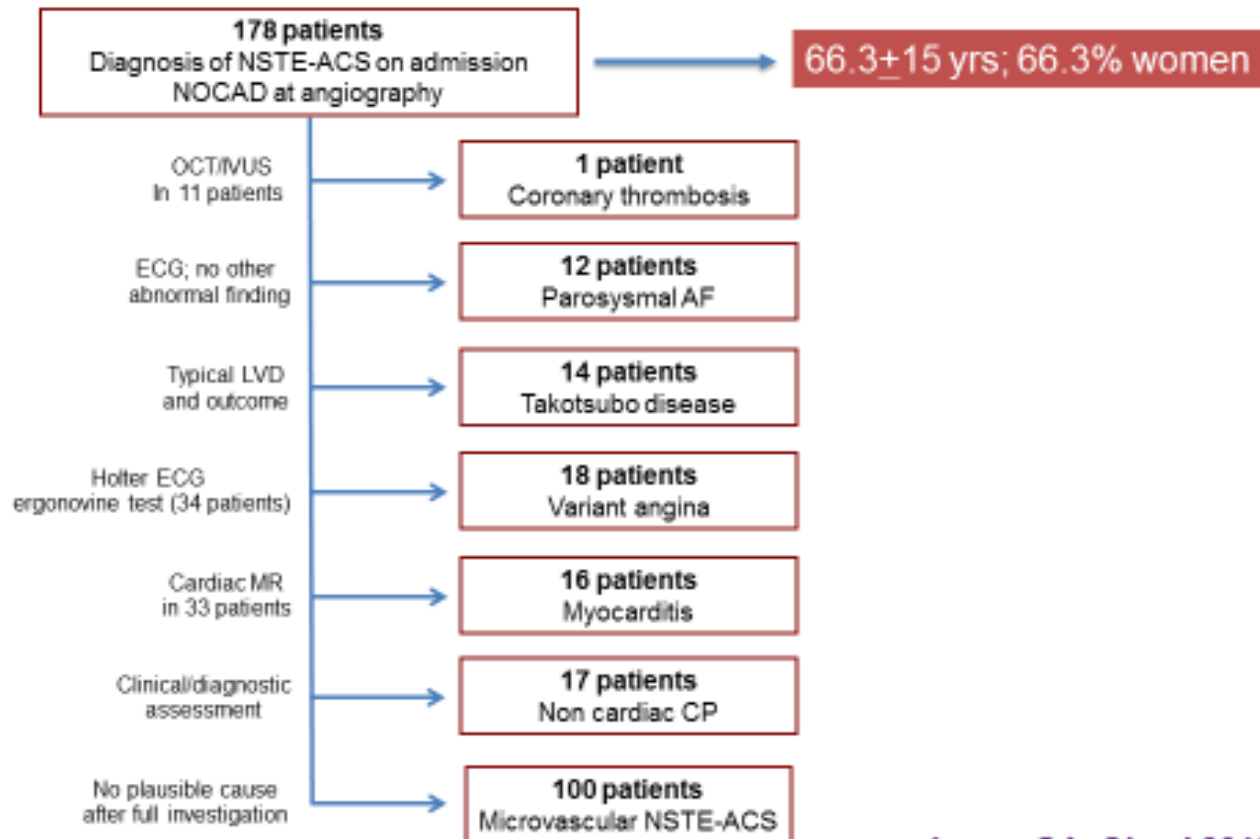 178 patients
Diagnosis of NSTE-ACS on admission
NOCAD at angiography
66.3±15 yrs; 66.3% women
OCT/IVUS
In 11 patients
1 patient
Coronary thrombosis
ECG; no other
abnormal finding
12 patients
Parosysmal AF
Typical LVD
and outcome
14 patients
Takotsubo disease
Holter ECG
ergonovine test (34 patients)
18 patients
Variant angina
Cardiac MR
in 33 patients
16 patients
Myocarditis
Clinical/diagnostic
assessment
17 patients
Non cardiac CP
No plausible cause
after full investigation
100 patients
Microvascular NSTE-ACS